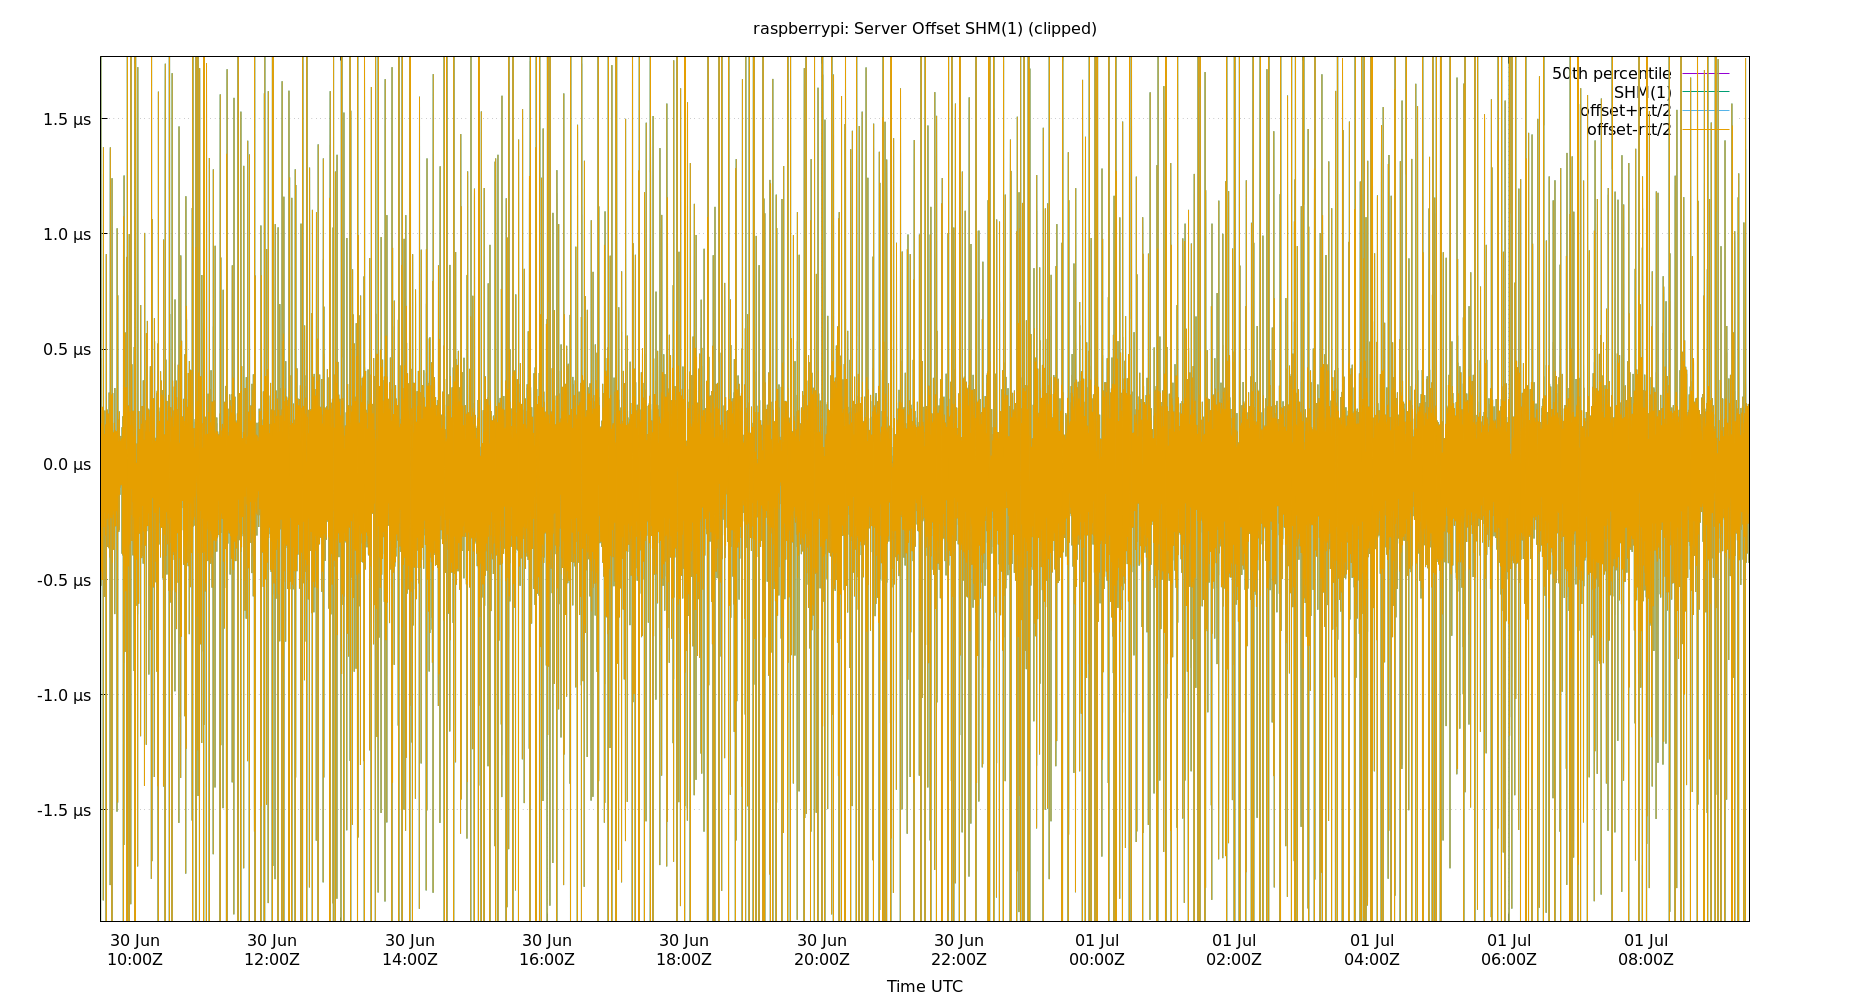 raspberrypi: Server Offset SHM(1) (clipped)
50th percentile
SHM(1)
offset+rtt/2
offset-rtt/2
1.5 µs
1.0 µs
0.5 µs
0.0 µs
-0.5 µs
-1.0 µs
-1.5 µs
30 Jun 30 Jun 30 Jun 30 Jun 30 Jun 30 Jun 30 Jun 01 Jul 01 Jul 01 Jul 01 Jul 01 Jul
10:00Z 12:00Z 14:00Z 16:00Z 18:00Z 20:00Z 22:00Z 00:00Z 02:00Z 04:00Z 06:00Z 08:00Z
Time UTC